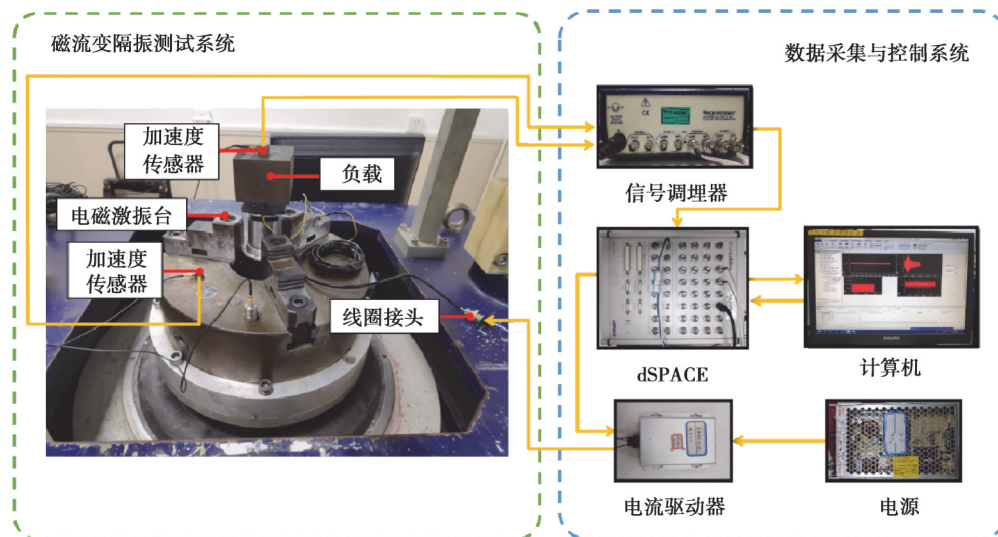 磁流变隔振测试系统
数据采集与控制系统
加速度
传感器
负载
电磁激振台
加速度
传感器
线圈接头
信号调理器
dSPACE
计算机
电流驱动器
电源